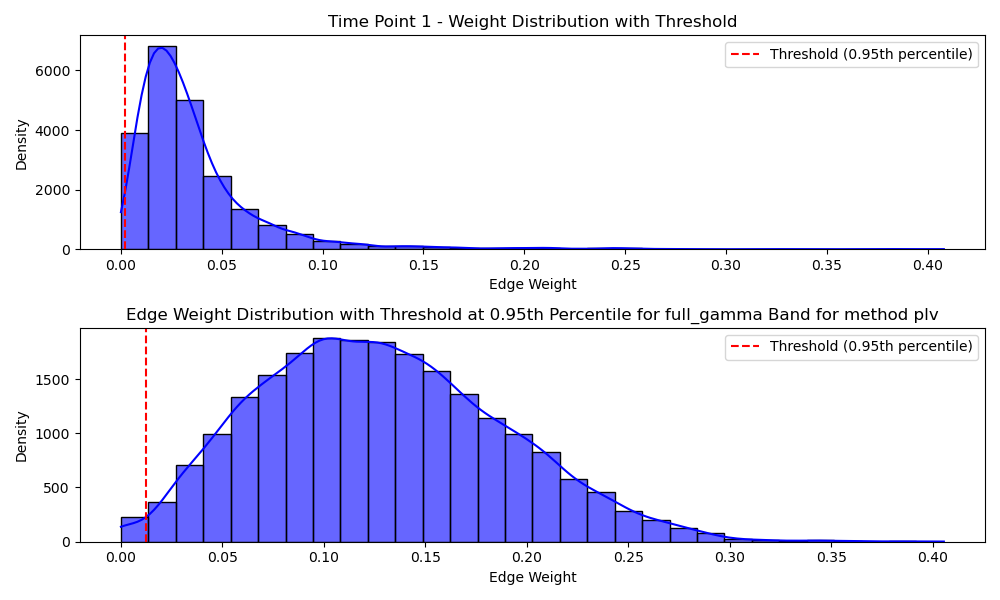 Time Point 1 - Weight Distribution with Threshold
Threshold (0.95th percentile)
Density
6000
4000
2000
0
0.00 0.05 0.10 0.15 0.20 0.25 0.30 0.35 0.40
Edge Weight
Edge Weight Distribution with Threshold at 0.95th Percentile for full_gamma Band for method plv
Threshold (0.95th percentile)
Density
1500
1000
500
0
0.00 0.05 0.10 0.15 0.20 0.25 0.30 0.35 0.40
Edge Weight